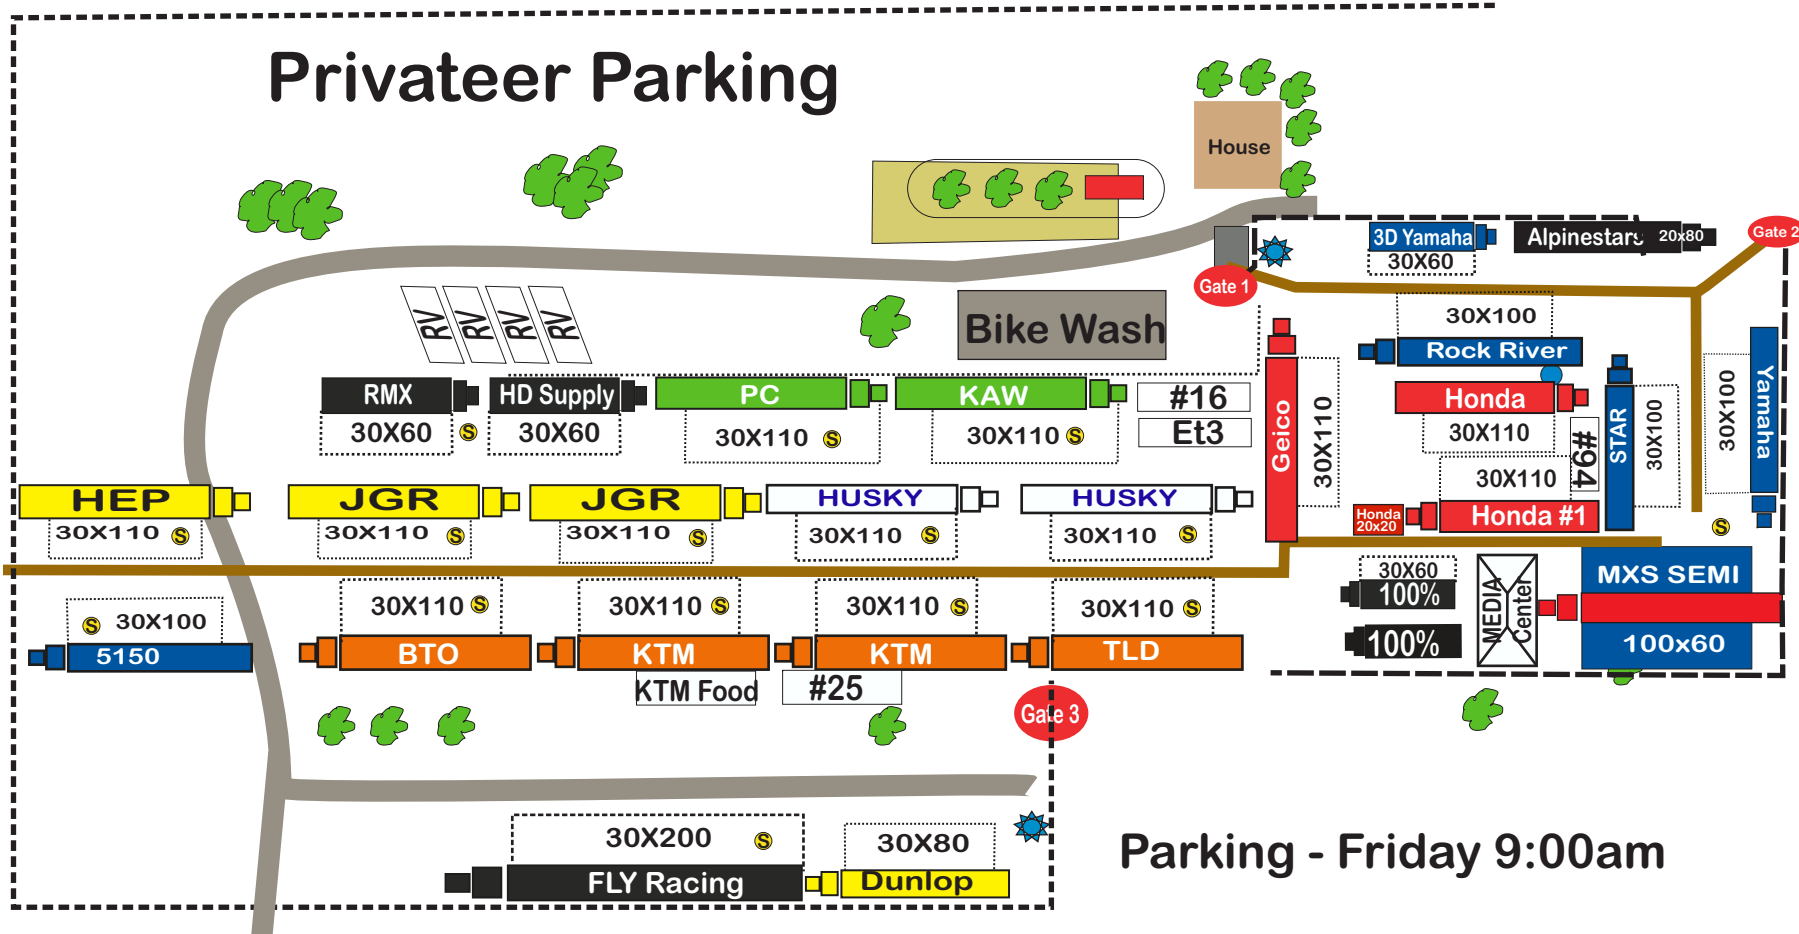 Privateer Parking
House
3D Yamaha
30X60
Alpinestars
20x80
Gate 2
Gate 1
RV
RV
RV
RV
Bike Wash
30X100
Rock River
RMX
30X60
S
HD Supply
30X60
PC
30X110
S
KAW
30X110
S
#16
Et3
Geico
30X110
Honda
30X110
#94
STAR
30X100
30X100
Yamaha
30X110
Honda #1
Honda
20x20
S
HEP
30X110
S
JGR
30X110
S
JGR
30X110
S
HUSKY
30X110
S
HUSKY
30X110
S
30X60
100%
100%
MEDIA
Center
MXS SEMI
100x60
S
30X100
5150
30X110
S
BTO
30X110
S
KTM
KTM Food
30X110
S
KTM
#25
30X110
S
TLD
Gate 3
30X200
S
FLY Racing
30X80
Dunlop
Parking - Friday 9:00am